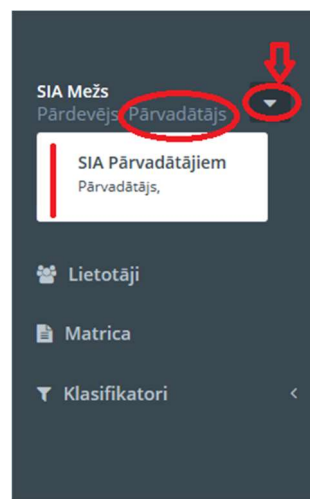 SIA Mežs
Pārdevējs, Pārvadātājs
SIA Pārvadātājiem
Pārvadātājs,
Lietotāji
Matrica
Klasifikatori